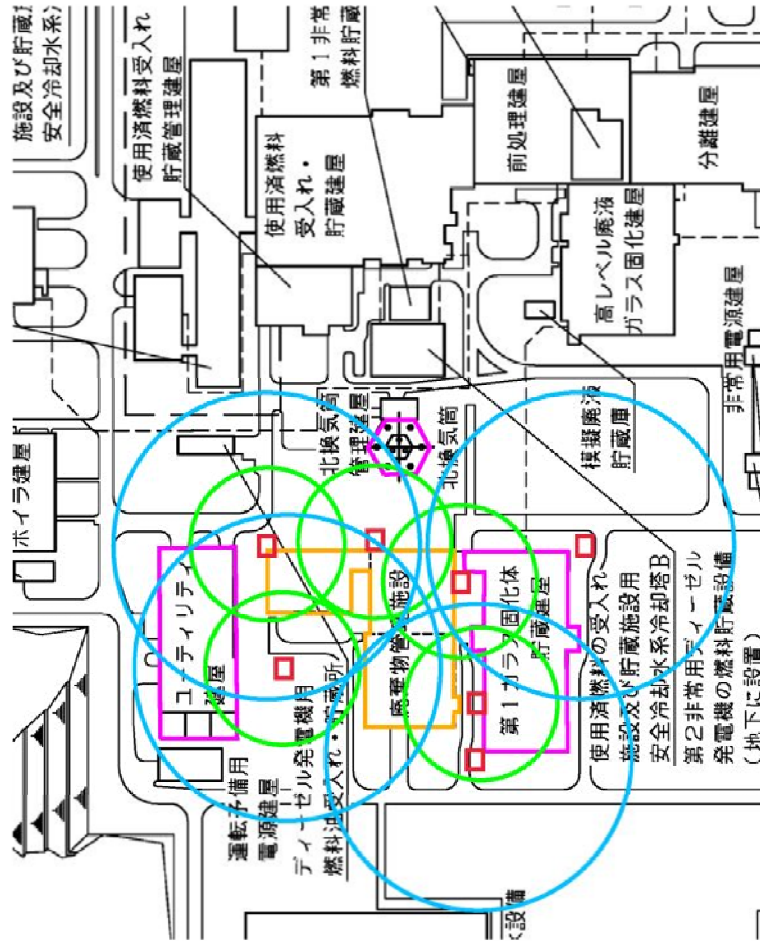 施設及び貯蔵
安全冷却水系
使用済燃料受入れ
貯蔵管理建屋
第1非常
燃料貯蔵
使用済燃料
受入れ・
貯蔵建屋
前処理建屋
分離建屋
高レベル廃液
ガラス固化建屋
非常用電源建屋
模擬廃液
貯蔵庫
北換気筒
管理建屋
北換気筒
ボイラ建屋
ユーティリティ
建屋
廃棄物管理施設
第1ガラス固化体
貯蔵建屋
運転予備用
電源建屋
ディーゼル発電機用
燃料油受入れ・貯蔵所
使用済燃料の受入れ
施設及び貯蔵施設用
安全冷却水系冷却塔B
第2非常用ディーゼル
発電機の燃料貯蔵設備
(地下に設置)
設備